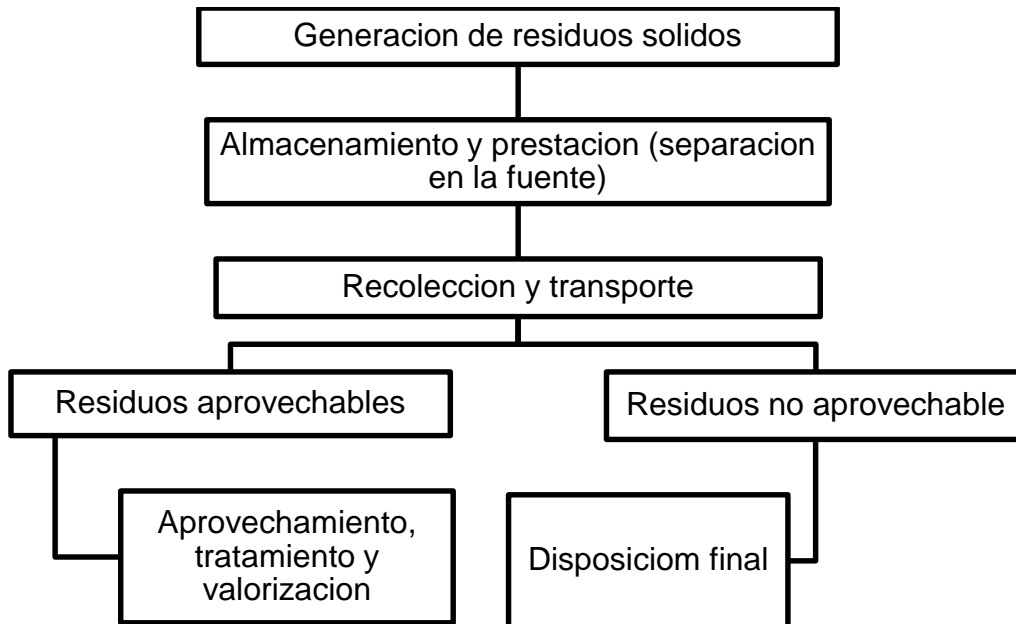 Generacion de residuos solidos
Almacenamiento y prestacion (separacion
en la fuente)
Recoleccion y transporte
Residuos aprovechables
Residuos no aprovechable
Aprovechamiento,
tratamiento y
valorizacion
Disposiciom final